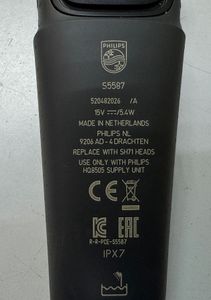 PHILIPS
S5587
520482026 /A
15V ⎓/5.4W
MADE IN NETHERLANDS
PHILIPS NL
9206 AD-4 DRACHTEN
REPLACE WITH SH71 HEADS
USE ONLY WITH PHILIPS
HQ8505 SUPPLY UNIT
CE
EAC
R-R-PCE-S5587
IPX7